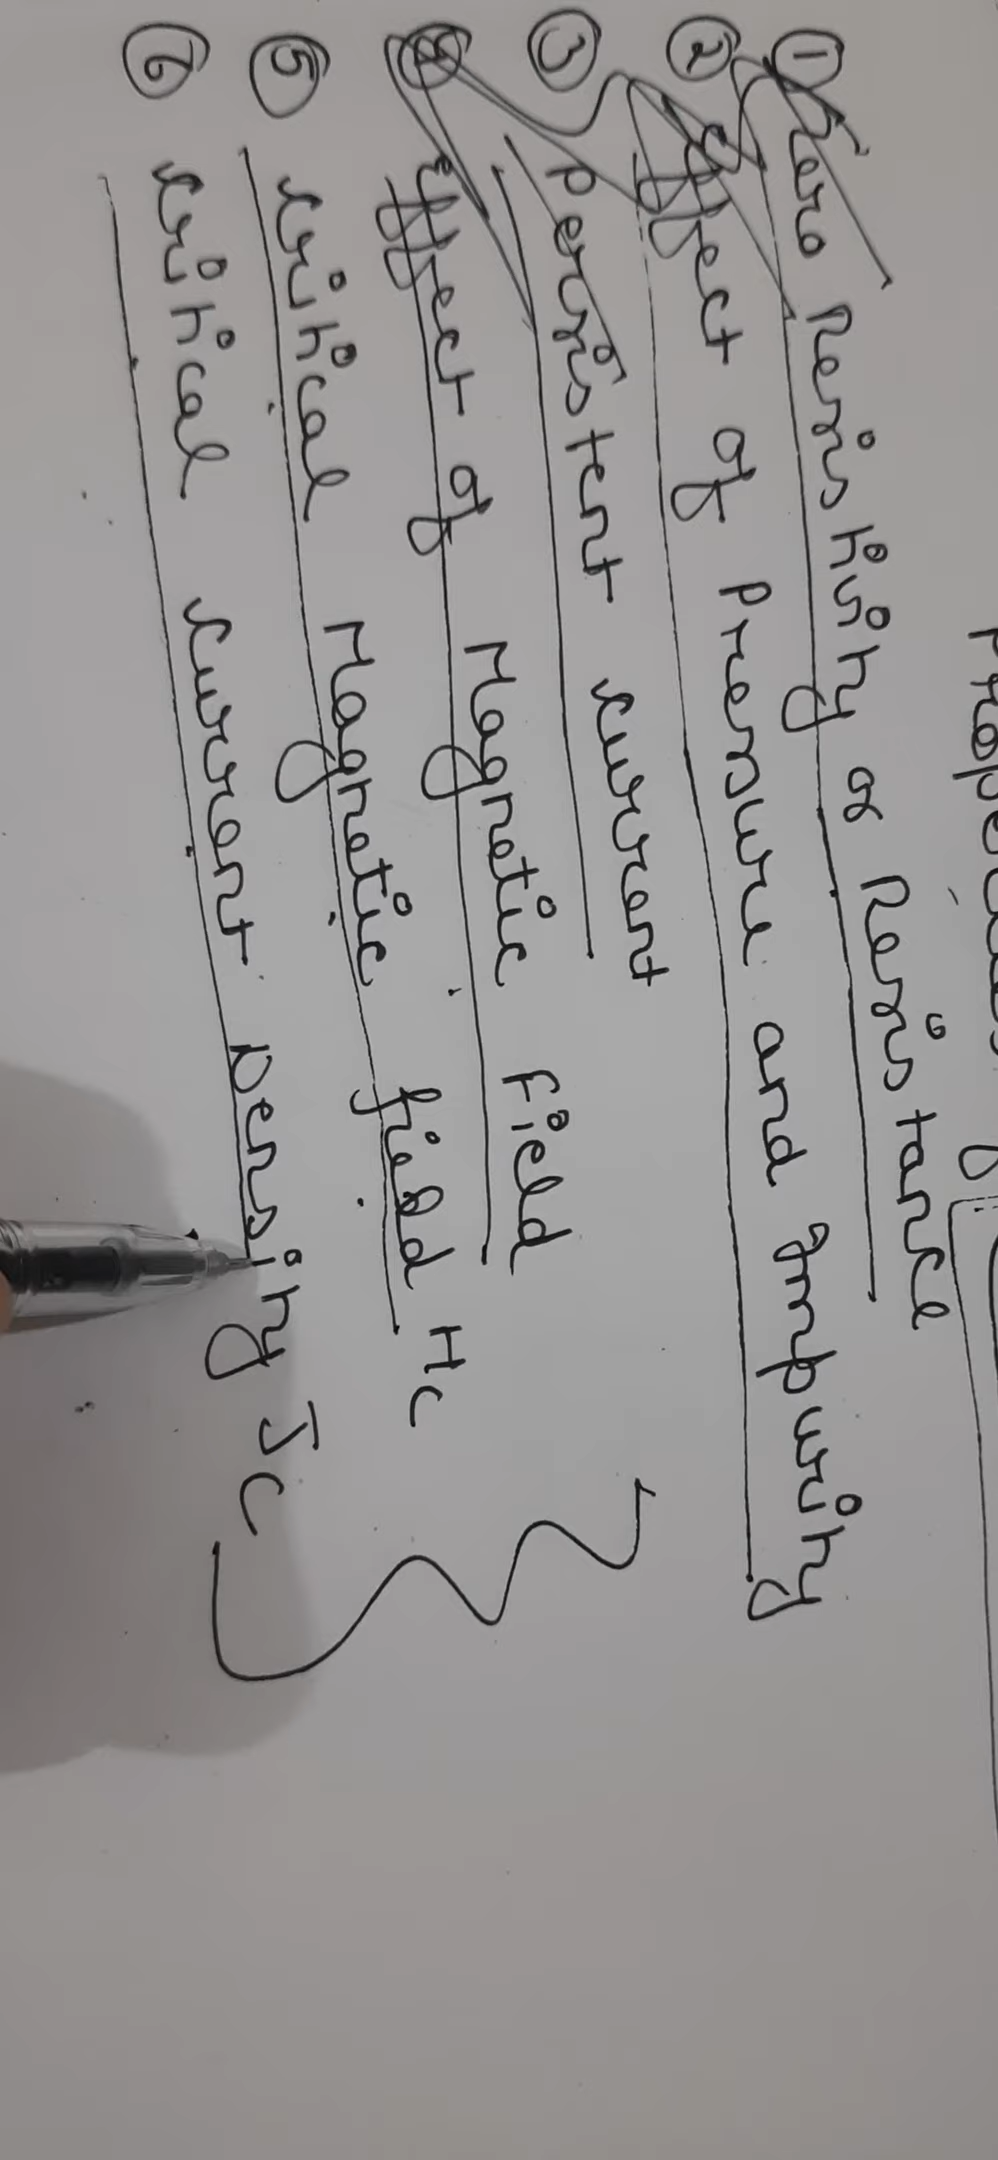 Properties
① Zero Resistivity or Resistance
② Effect of Pressure and Impurity
③ Persistent current
④ Effect of Magnetic Field
⑤ critical Magnetic field Hc
⑥ critical current Density Jc